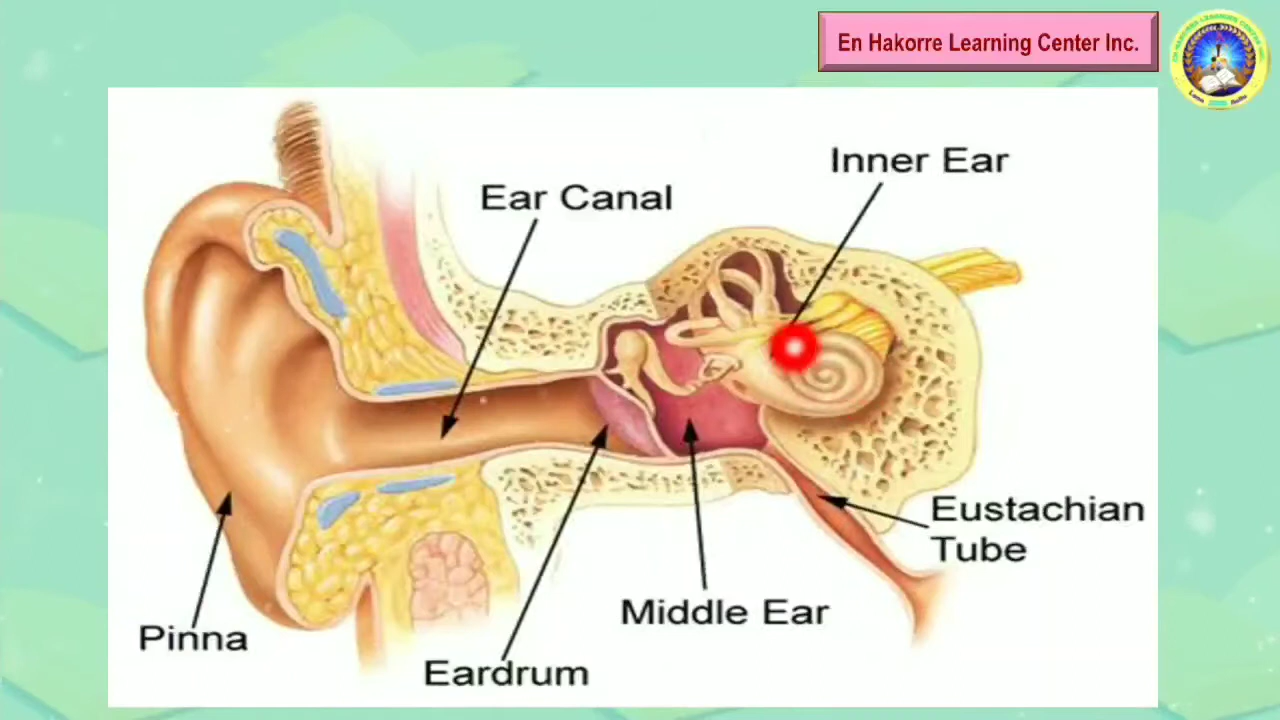 En Hakorre Learning Center Inc.
Inner Ear
Ear Canal
Eustachian
Tube
Middle Ear
Pinna
Eardrum